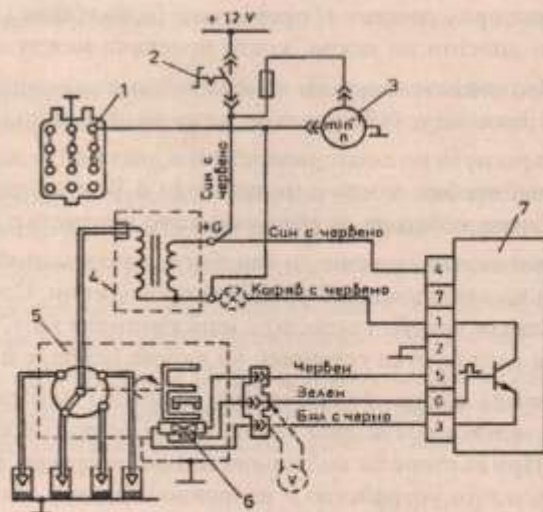 + 12 V
2
1
3
min⁻¹
n
Син с
червено
7
+G
Син с червено
4
4
Кафяв с червено
7
1
5
2
Червен
5
Зелен
6
Бял с черно
3
V
6